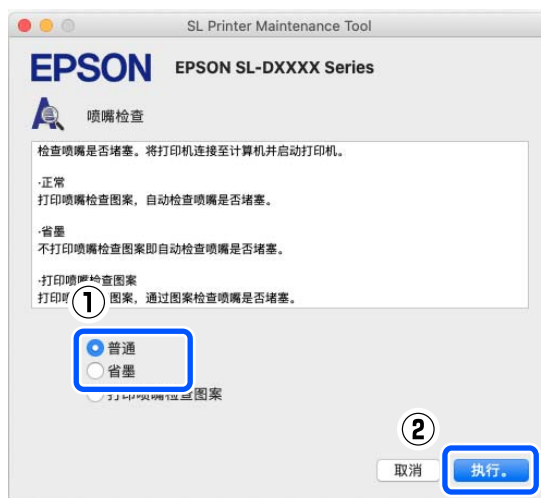 SL Printer Maintenance Tool
EPSON
EPSON SL-DXXXX Series
喷嘴检查
检查喷嘴是否堵塞。将打印机连接至计算机并启动打印机。
·正常
打印喷嘴检查图案，自动检查喷嘴是否堵塞。
·省墨
不打印喷嘴检查图案即自动检查喷嘴是否堵塞。
·打印喷嘴检查图案
打印喷 图案，通过图案检查喷嘴是否堵塞。
①
普通
省墨
打印喷嘴检查图案
②
取消
执行。